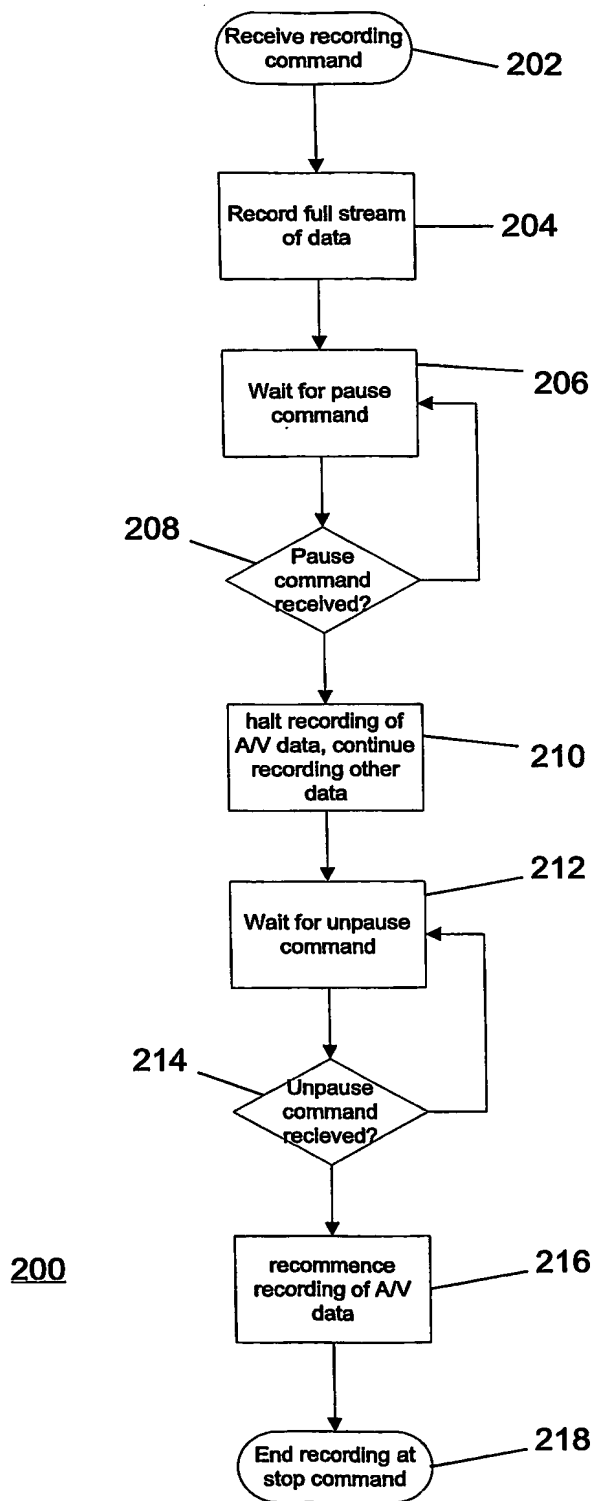 Receive recording
command
202
Record full stream
of data
204
Wait for pause
command
206
208
Pause
command
received?
halt recording of
A/V data, continue
recording other
data
210
212
Wait for unpause
command
214
Unpause
command
recieved?
200
recommence
recording of A/V
data
216
End recording at
stop command
218